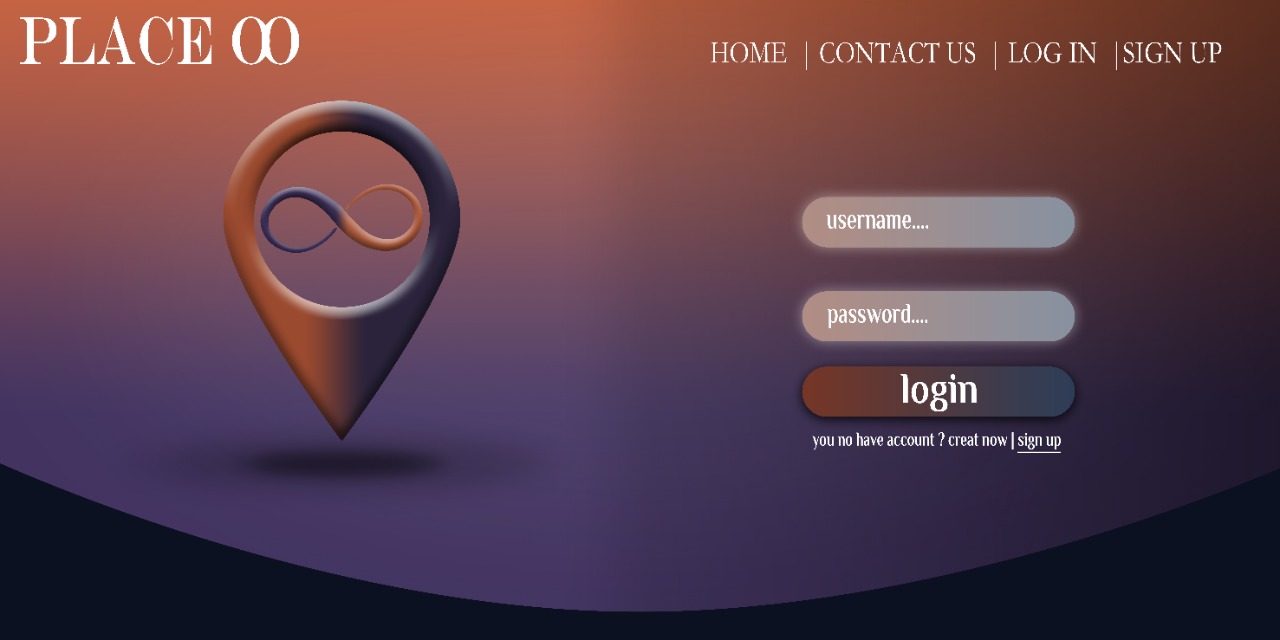 PLACE OO
HOME | CONTACT US | LOG IN | SIGN UP
username....
password....
login
you no have account ? creat now | sign up